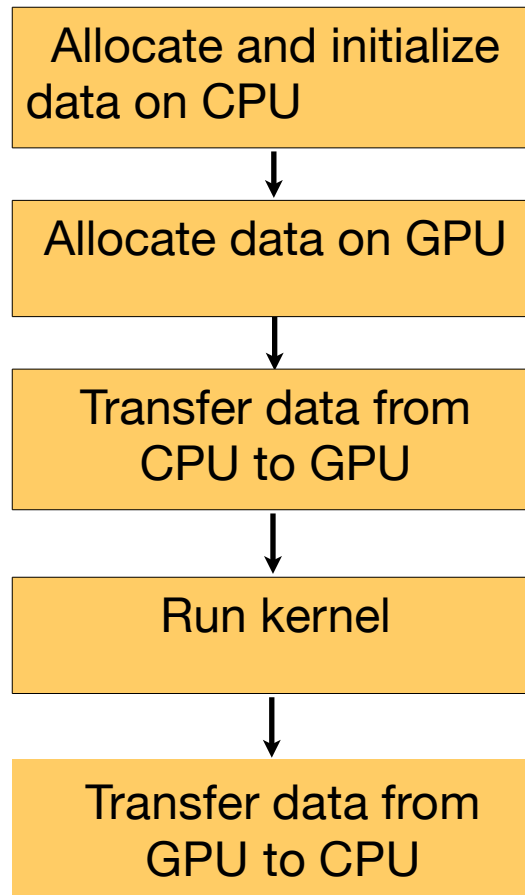 Allocate and initialize
data on CPU
Allocate data on GPU
Transfer data from
CPU to GPU
Run kernel
Transfer data from
GPU to CPU